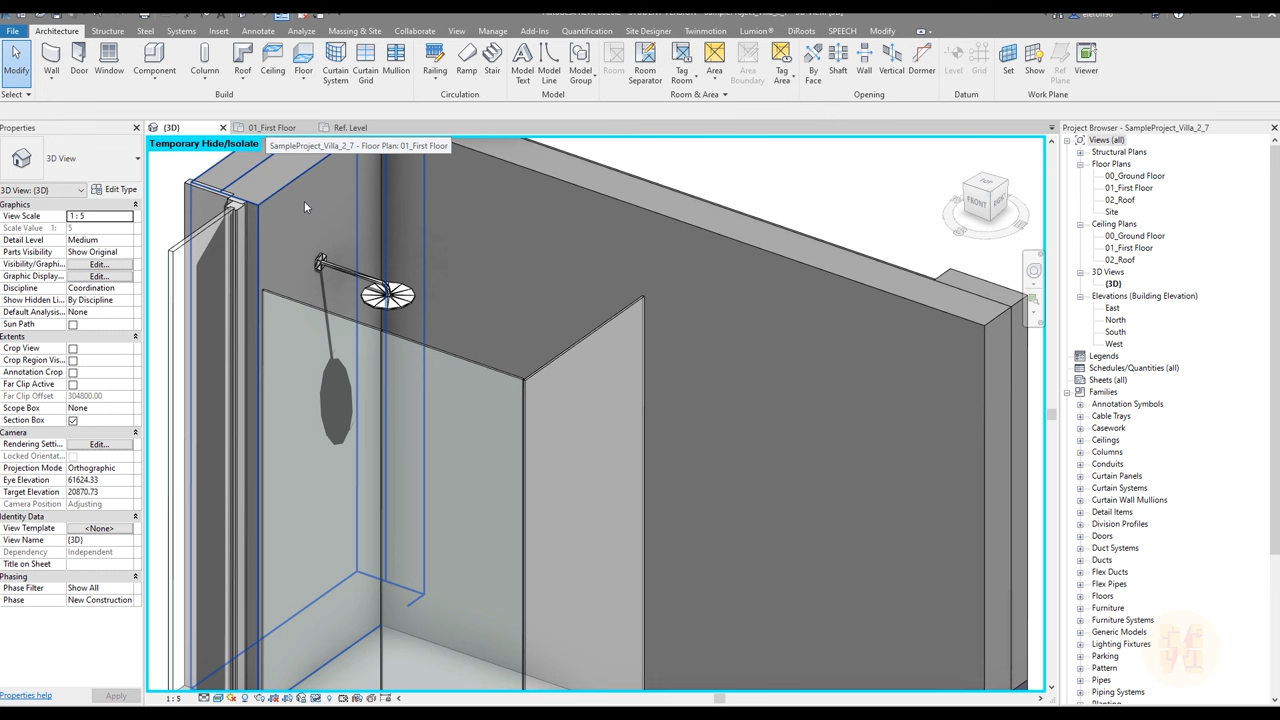 File Architecture Structure Steel Systems Insert Annotate Analyze Massing & Site Collaborate View Manage Add-Ins Quantification Site Designer Twinmotion Lumion® DiRoots SPEECH Modify
Modify Wall Door Window Component Column Roof Ceiling Floor Curtain System Curtain Grid Mullion Railing Ramp Stair Model Text Model Line Model Group Room Room Separator Tag Room Area Area Boundary Tag Area By Face Shaft Wall Vertical Dormer Level Grid Set Show Ref Plane Viewer
Select Build Circulation Model Room & Area Opening Datum Work Plane
Properties
{3D}
01_First Floor
Ref. Level
Project Browser - SampleProject_Villa_2_7
Temporary Hide/Isolate
SampleProject_Villa_2_7 - Floor Plan: 01_First Floor
3D View
3D View: {3D}
Edit Type
Graphics
View Scale 1 : 5
Scale Value 1: 5
Detail Level Medium
Parts Visibility Show Original
Visibility/Graphi... Edit...
Graphic Display... Edit...
Discipline Coordination
Show Hidden Li... By Discipline
Default Analysis... None
Sun Path
Extents
Crop View
Crop Region Vis...
Annotation Crop
Far Clip Active
Far Clip Offset 304800.00
Scope Box None
Section Box
Camera
Rendering Setti... Edit...
Locked Orientat...
Projection Mode Orthographic
Eye Elevation 61624.33
Target Elevation 20870.73
Camera Position Adjusting
Identity Data
View Template <None>
View Name {3D}
Dependency Independent
Title on Sheet
Phasing
Phase Filter Show All
Phase New Construction
Properties help Apply
FRONT
1 : 5
Views (all)
Structural Plans
Floor Plans
00_Ground Floor
01_First Floor
02_Roof
Site
Ceiling Plans
00_Ground Floor
01_First Floor
02_Roof
3D Views
{3D}
Elevations (Building Elevation)
East
North
South
West
Legends
Schedules/Quantities (all)
Sheets (all)
Families
Annotation Symbols
Cable Trays
Casework
Ceilings
Columns
Conduits
Curtain Panels
Curtain Systems
Curtain Wall Mullions
Detail Items
Division Profiles
Doors
Duct Systems
Ducts
Flex Ducts
Flex Pipes
Floors
Furniture
Furniture Systems
Generic Models
Lighting Fixtures
Parking
Pattern
Pipes
Piping Systems